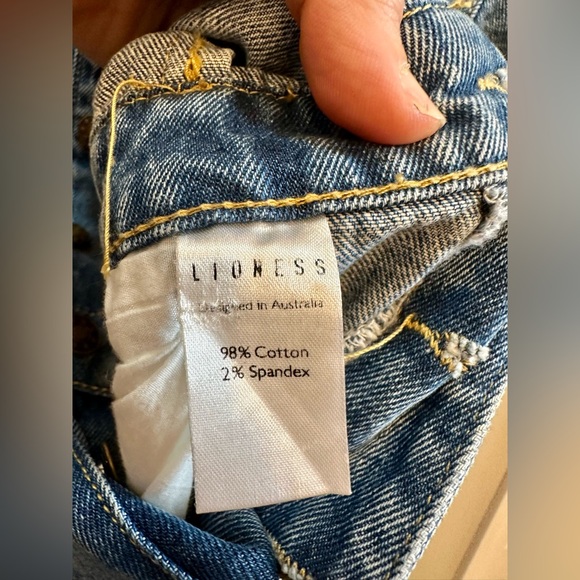 LIONESS
Designed in Australia
98% Cotton
2% Spandex